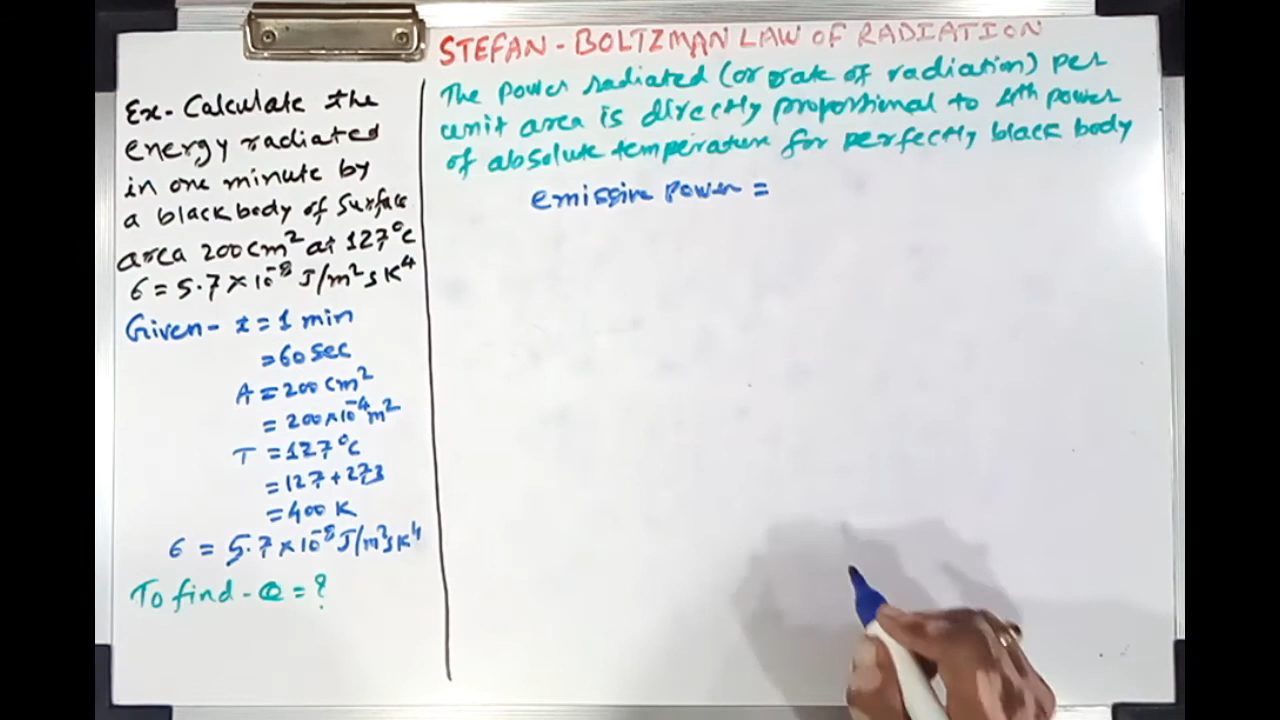 STEFAN - BOLTZMAN LAW OF RADIATION
The power radiated (or rate of radiation) per
unit area is directly proportional to 4th power
of absolute temperature for perfectly black body
emissive power =
Ex- Calculate the
energy radiated
in one minute by
a blackbody of surface
area 200 cm² at 127°C
σ = 5.7 × 10⁻⁸ J/m²sK⁴
Given- t = 1 min
= 60 sec
A = 200 cm²
= 200×10⁻⁴ m²
T = 127°C
= 127 + 273
= 400 K
σ = 5.7 × 10⁻⁸ J/m²sK⁴
To find - Q = ?